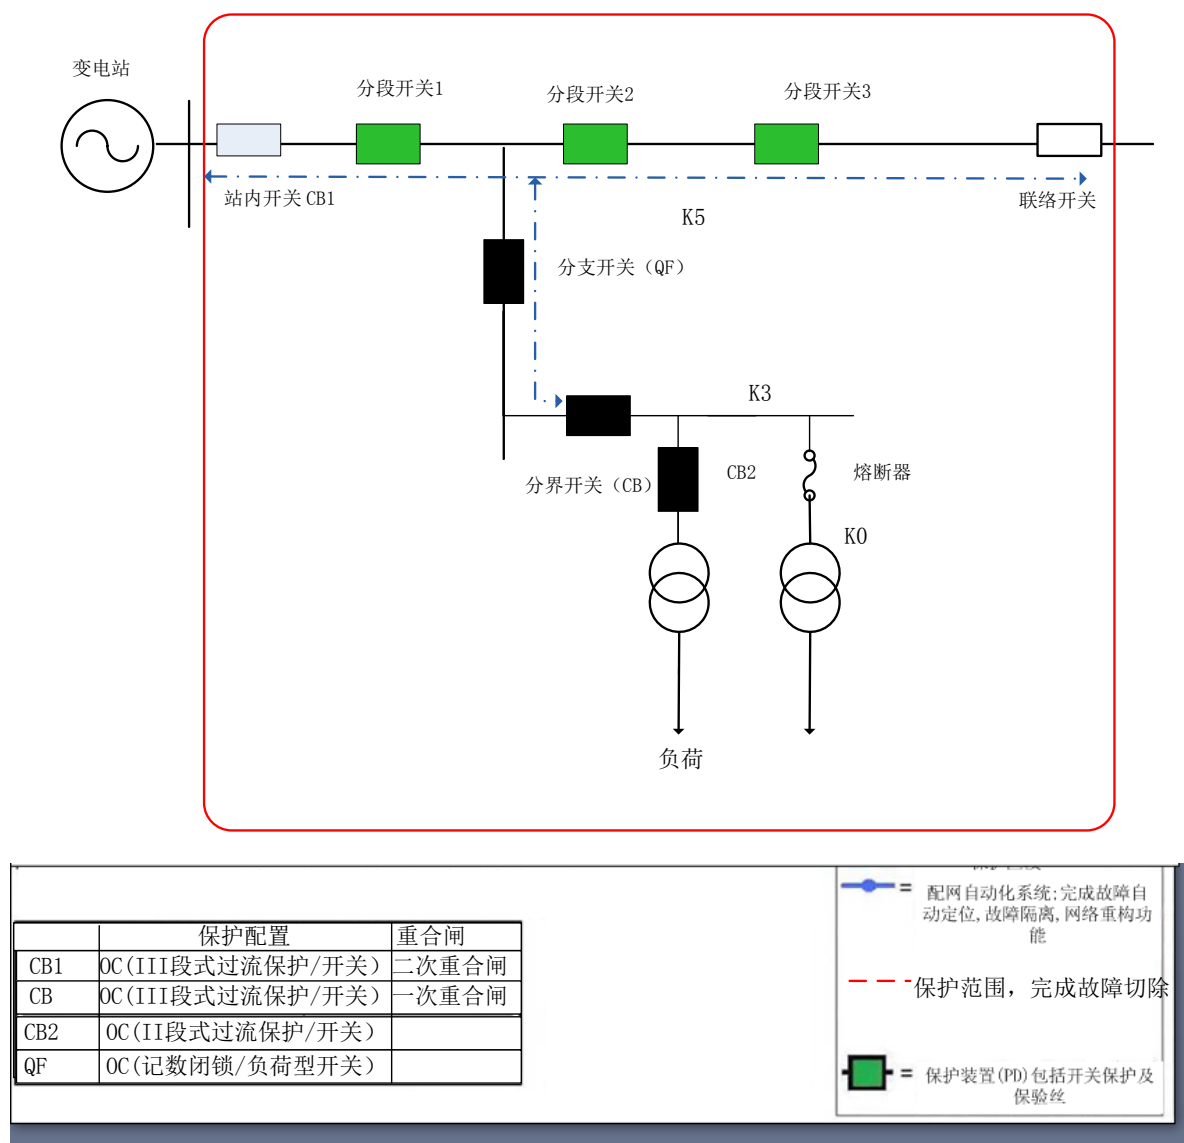 变电站
分段开关1
分段开关2
分段开关3
站内开关 CB1
联络开关
K5
分支开关（QF）
K3
分界开关（CB）
CB2
熔断器
K0
负荷
保护配置 重合闸
CB1 OC(III段式过流保护/开关) 二次重合闸
CB OC(III段式过流保护/开关) 一次重合闸
CB2 OC(II段式过流保护/开关)
QF OC(记数闭锁/负荷型开关)
= 配网自动化系统:完成故障自
动定位,故障隔离,网络重构功
能
保护范围，完成故障切除
= 保护装置(PD)包括开关保护及
保验丝